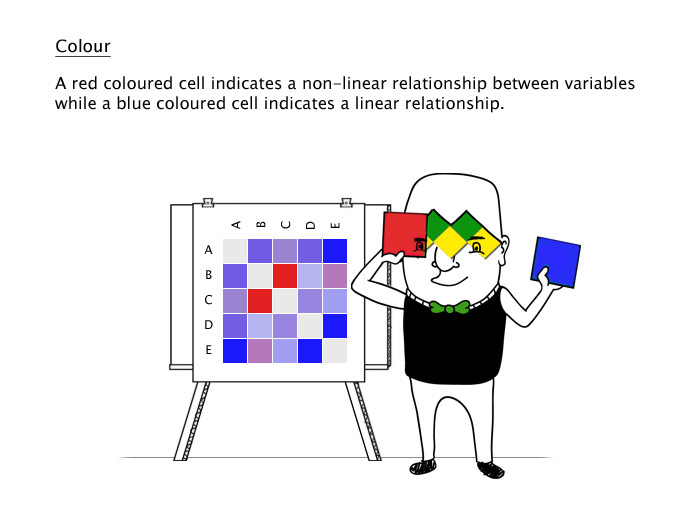 Colour
A red coloured cell indicates a non-linear relationship between variables
while a blue coloured cell indicates a linear relationship.
A B C D E
A
B
C
D
E